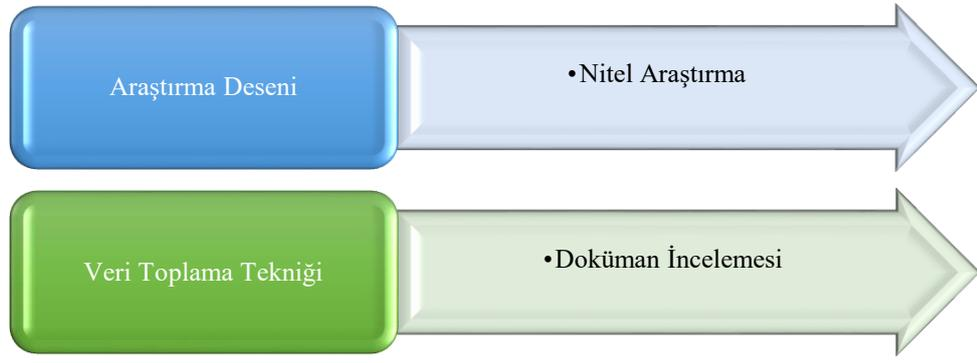 Araştırma Deseni
•Nitel Araştırma
Veri Toplama Tekniği
•Doküman İncelemesi